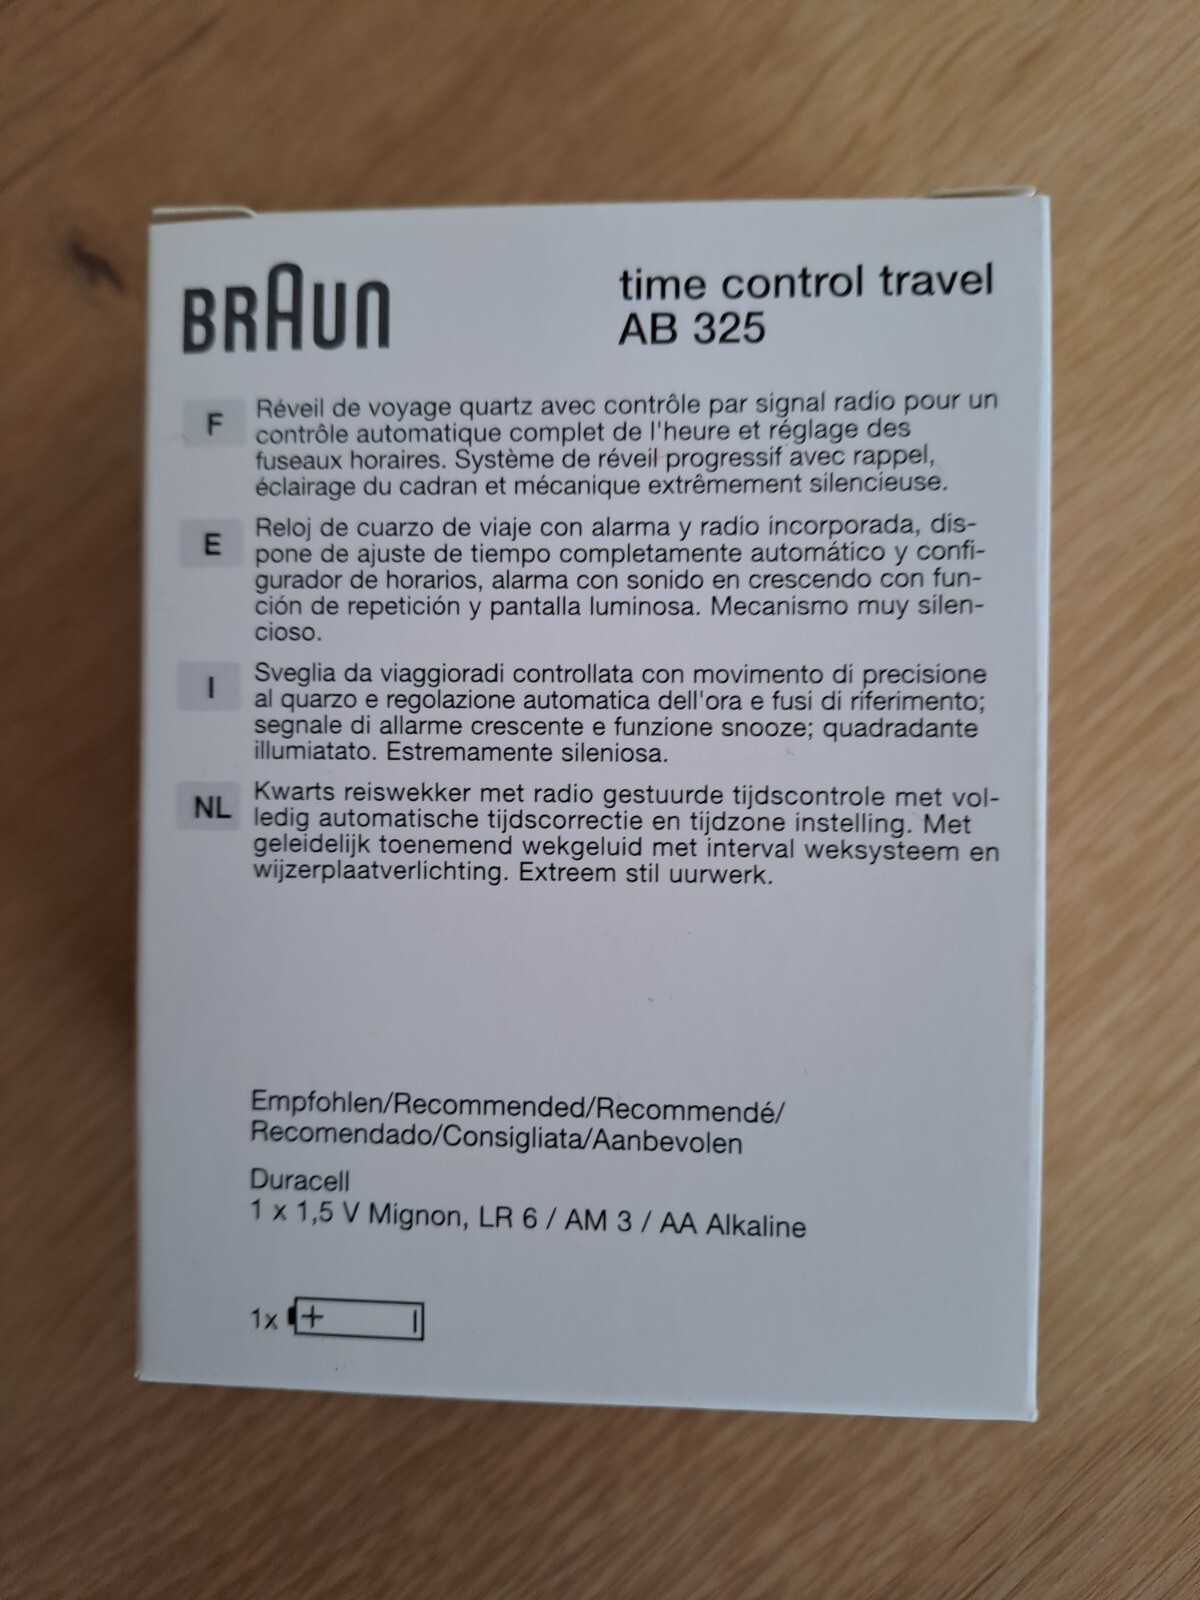 BRAUN
time control travel
AB 325
F
Réveil de voyage quartz avec contrôle par signal radio pour un
contrôle automatique complet de l'heure et réglage des
fuseaux horaires. Système de réveil progressif avec rappel,
éclairage du cadran et mécanique extrêmement silencieuse.
E
Reloj de cuarzo de viaje con alarma y radio incorporada, dis-
pone de ajuste de tiempo completamente automático y confi-
gurador de horarios, alarma con sonido en crescendo con fun-
ción de repetición y pantalla luminosa. Mecanismo muy silen-
cioso.
I
Sveglia da viaggioradi controllata con movimento di precisione
al quarzo e regolazione automatica dell'ora e fusi di riferimento;
segnale di allarme crescente e funzione snooze; quadradante
illumiatato. Estremamente sileniosa.
NL
Kwarts reiswekker met radio gestuurde tijdscontrole met vol-
ledig automatische tijdscorrectie en tijdzone instelling. Met
geleidelijk toenemend wekgeluid met interval weksysteem en
wijzerplaatverlichting. Extreem stil uurwerk.
Empfohlen/Recommended/Recommendé/
Recomendado/Consigliata/Aanbevolen
Duracell
1 x 1,5 V Mignon, LR 6 / AM 3 / AA Alkaline
1x